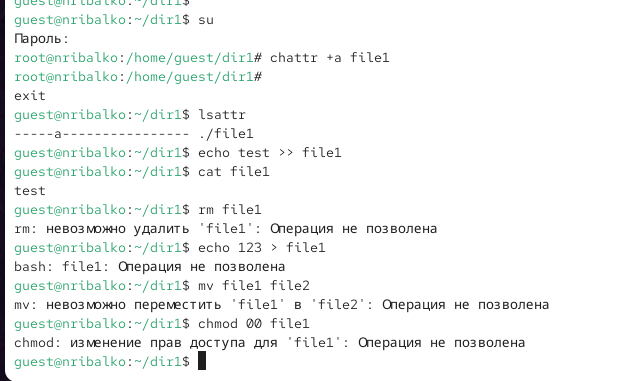 guest@nribalko:~/dir1$
guest@nribalko:~/dir1$ su
Пароль:
root@nribalko:/home/guest/dir1# chattr +a file1
root@nribalko:/home/guest/dir1#
exit
guest@nribalko:~/dir1$ lsattr
-----a---------------- ./file1
guest@nribalko:~/dir1$ echo test >> file1
guest@nribalko:~/dir1$ cat file1
test
guest@nribalko:~/dir1$ rm file1
rm: невозможно удалить 'file1': Операция не позволена
guest@nribalko:~/dir1$ echo 123 > file1
bash: file1: Операция не позволена
guest@nribalko:~/dir1$ mv file1 file2
mv: невозможно переместить 'file1' в 'file2': Операция не позволена
guest@nribalko:~/dir1$ chmod 00 file1
chmod: изменение прав доступа для 'file1': Операция не позволена
guest@nribalko:~/dir1$